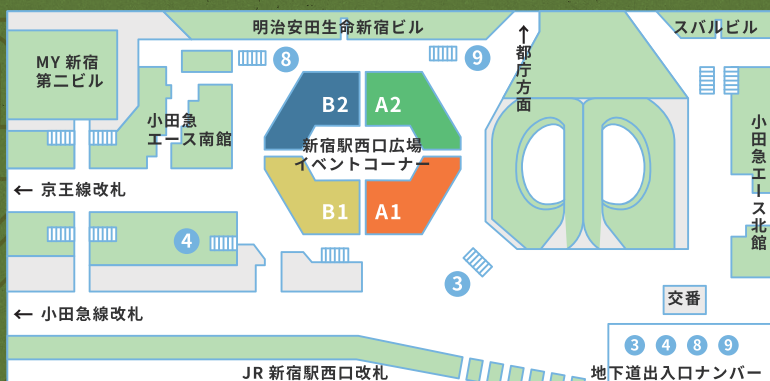 明治安田生命新宿ビル
スバルビル
MY 新宿
第二ビル
8
9
↑都庁方面
B2
A2
小田急
エース南館
新宿駅西口広場
イベントコーナー
小田急エース北館
← 京王線改札
B1
A1
4
3
交番
← 小田急線改札
3 4 8 9
JR 新宿駅西口改札
地下道出入口ナンバー